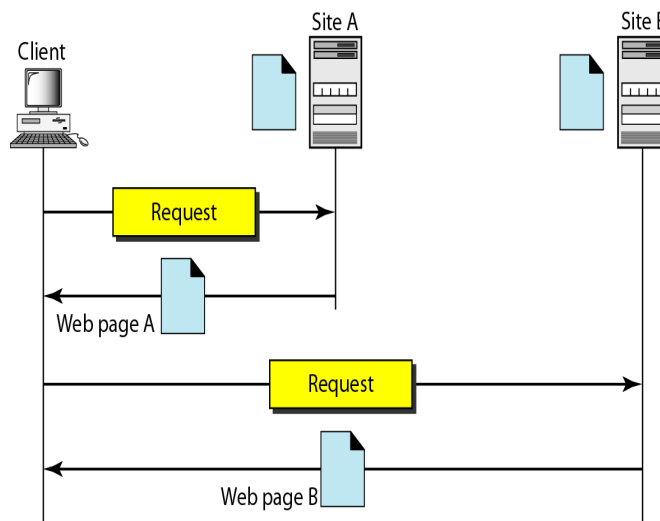 Client
Site A
Site B
Request
Web page A
Request
Web page B